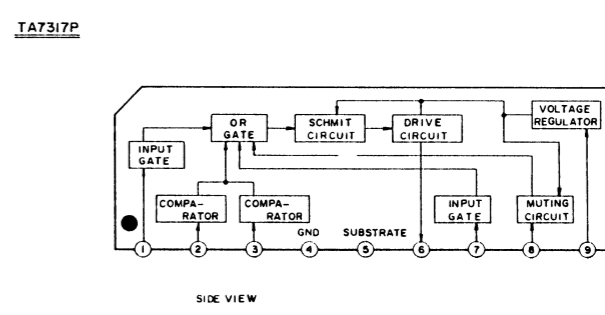 TA7317P
OR
GATE
SCHMIT
CIRCUIT
DRIVE
CIRCUIT
VOLTAGE
REGULATOR
INPUT
GATE
COMPA-
RATOR
COMPA-
RATOR
INPUT
GATE
MUTING
CIRCUIT
GND
SUBSTRATE
1
2
3
4
5
6
7
8
9
SIDE VIEW